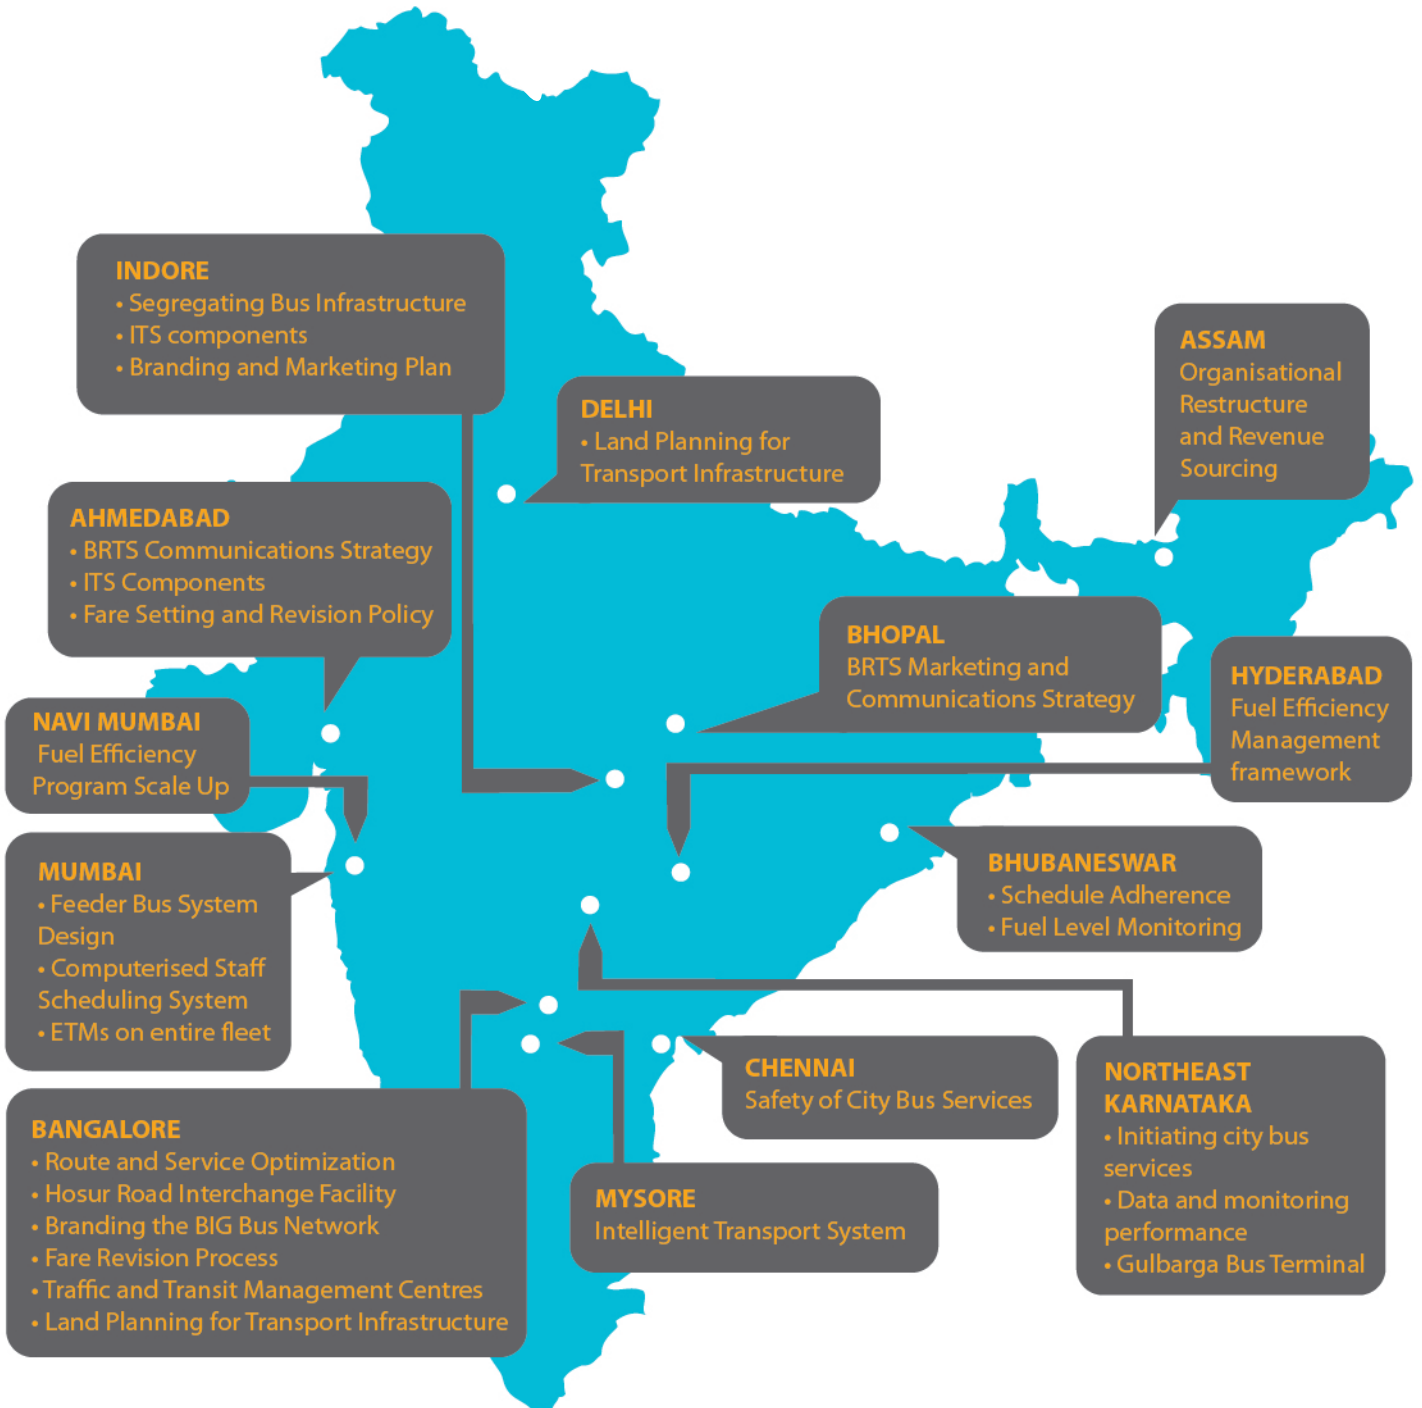 INDORE
• Segregating Bus Infrastructure
• ITS components
• Branding and Marketing Plan
DELHI
• Land Planning for
Transport Infrastructure
ASSAM
Organisational
Restructure
and Revenue
Sourcing
AHMEDABAD
• BRTS Communications Strategy
• ITS Components
• Fare Setting and Revision Policy
BHOPAL
BRTS Marketing and
Communications Strategy
HYDERABAD
Fuel Efficiency
Management
framework
NAVI MUMBAI
Fuel Efficiency
Program Scale Up
MUMBAI
• Feeder Bus System
Design
• Computerised Staff
Scheduling System
• ETMs on entire fleet
BHUBANESWAR
• Schedule Adherence
• Fuel Level Monitoring
CHENNAI
Safety of City Bus Services
NORTHEAST
KARNATAKA
• Initiating city bus
services
• Data and monitoring
performance
• Gulbarga Bus Terminal
BANGALORE
• Route and Service Optimization
• Hosur Road Interchange Facility
• Branding the BIG Bus Network
• Fare Revision Process
• Traffic and Transit Management Centres
• Land Planning for Transport Infrastructure
MYSORE
Intelligent Transport System